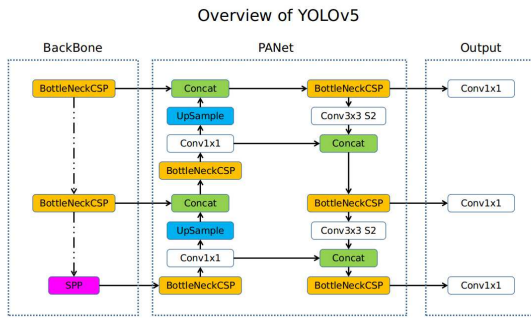 Overview of YOLOv5
BackBone
PANet
Output
BottleNeckCSP
Concat
BottleNeckCSP
Conv1x1
UpSample
Conv3x3 S2
Conv1x1
Concat
BottleNeckCSP
BottleNeckCSP
Concat
BottleNeckCSP
Conv1x1
UpSample
Conv3x3 S2
Conv1x1
Concat
SPP
BottleNeckCSP
BottleNeckCSP
Conv1x1